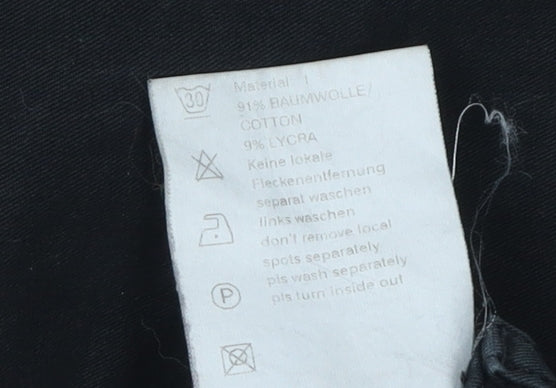 30
Material: 1
91% BAUMWOLLE/
COTTON
9% LYCRA
Keine lokale
Fleckenentfernung
separat waschen
links waschen
don't remove local
spots separately
pls wash separately
pls turn inside out
P